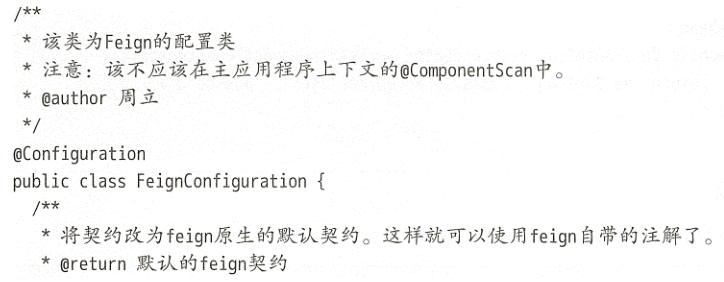 /**
 * 该类为Feign的配置类
 * 注意：该不应该在主应用程序上下文的@ComponentScan中。
 * @author 周立
 */
@Configuration
public class FeignConfiguration {
  /**
   * 将契约改为feign原生的默认契约。这样就可以使用feign自带的注解了。
   * @return 默认的feign契约